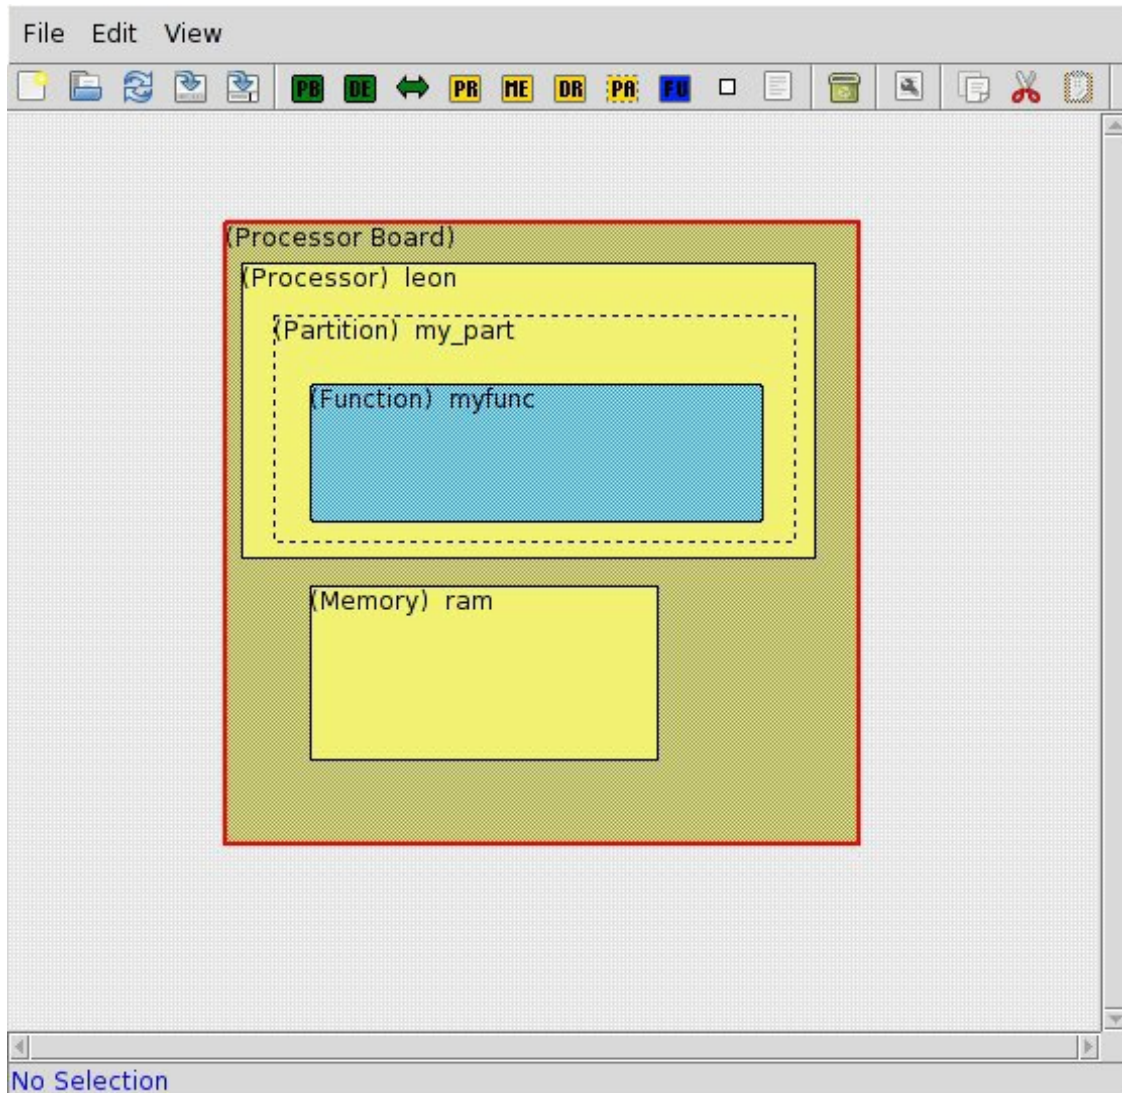 File Edit View
PB DE PR ME DR PA FU
(Processor Board)
(Processor) leon
(Partition) my_part
(Function) myfunc
(Memory) ram
No Selection